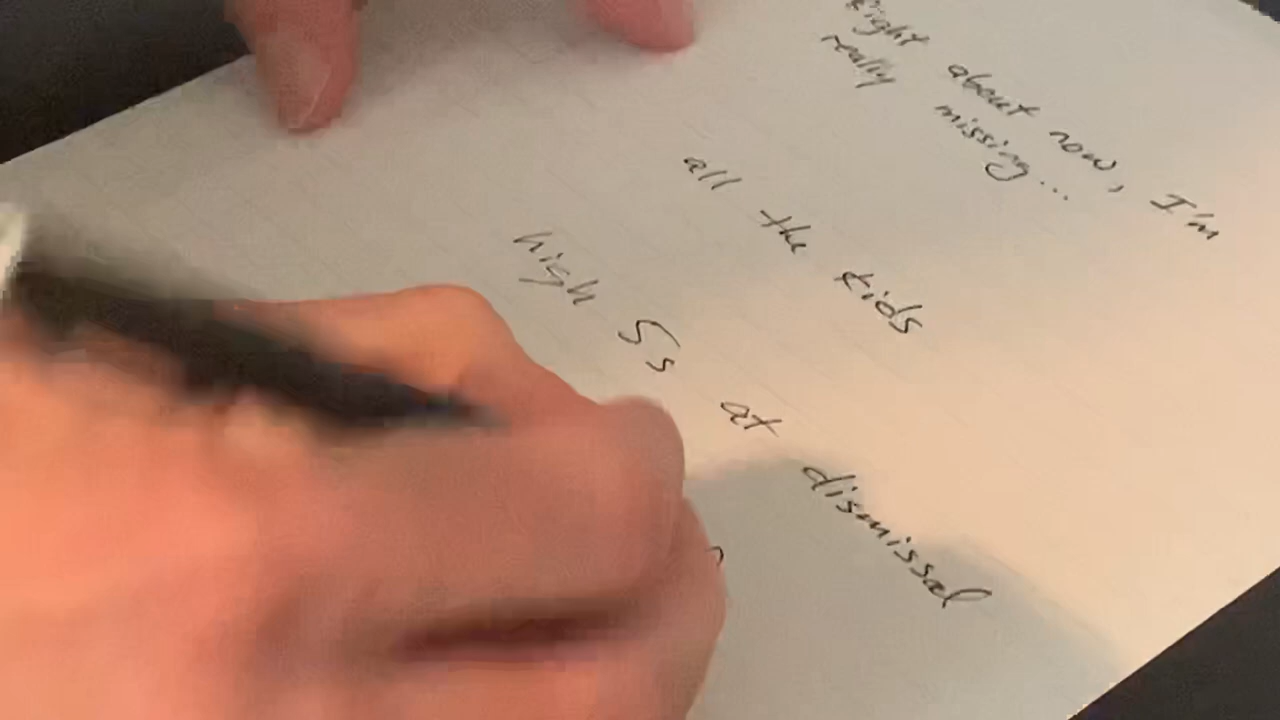 Right about now, I'm
really missing...
all the kids
high 5s at dismissal